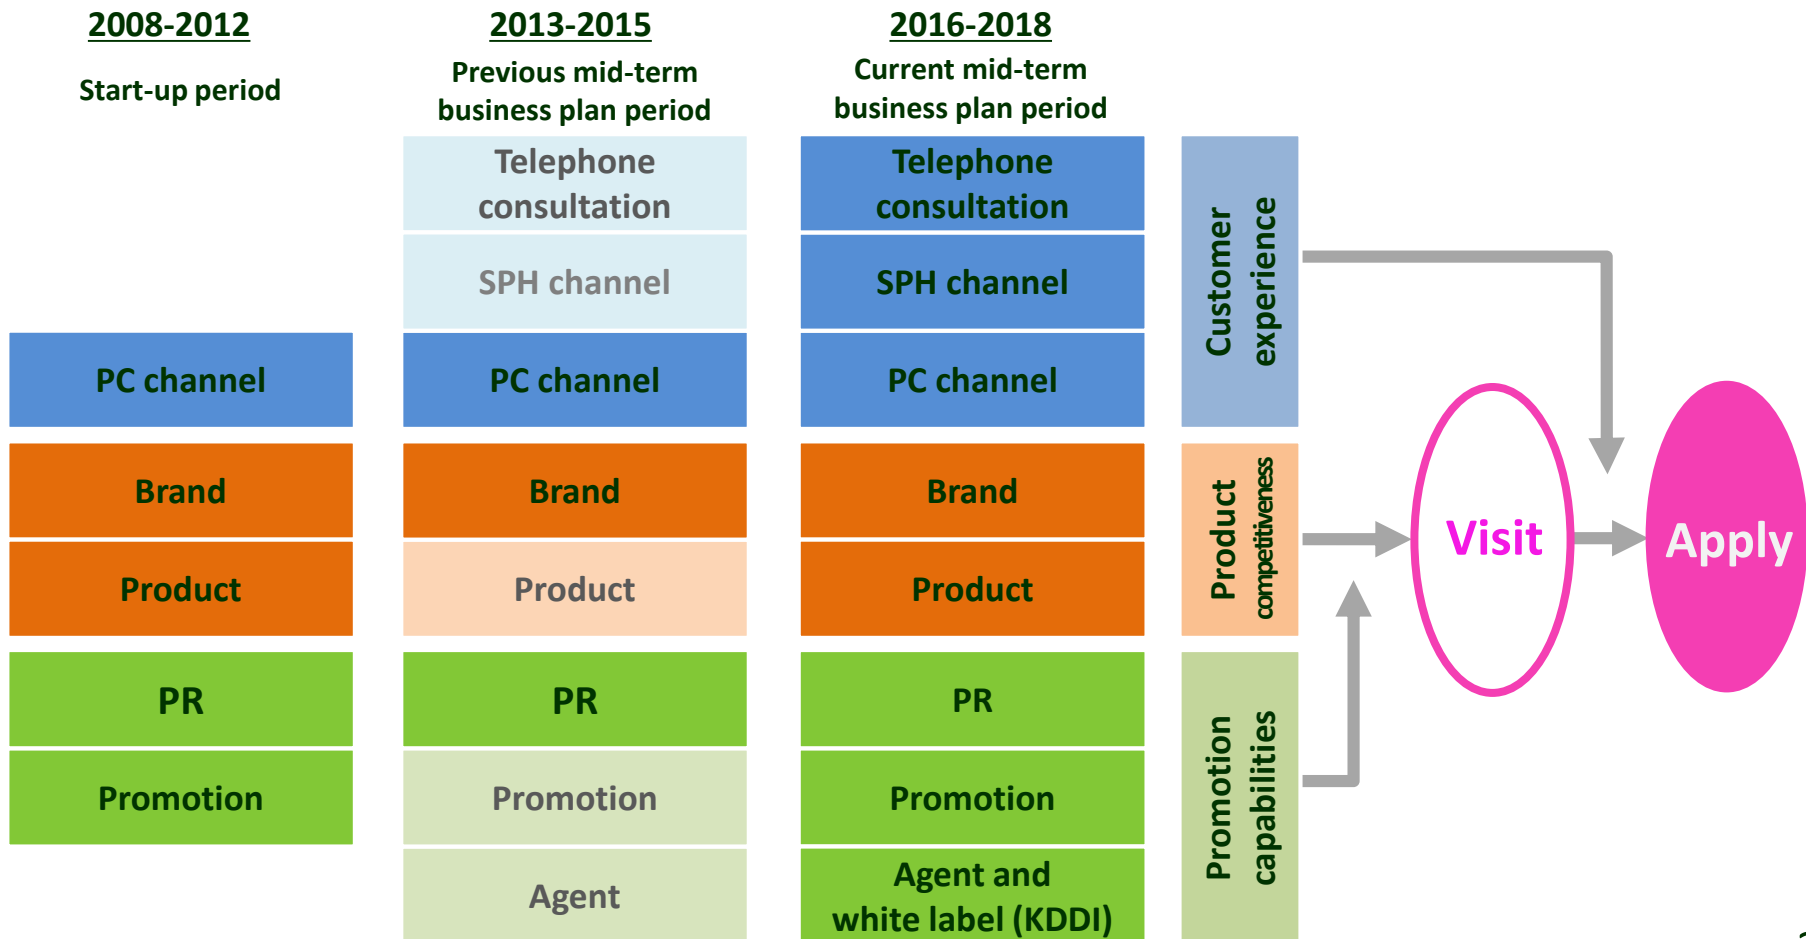 2008-2012
Start-up period
PC channel
Brand
Product
PR
Promotion
2013-2015
Previous mid-term
business plan period
Telephone
consultation
SPH channel
PC channel
Brand
Product
PR
Promotion
Agent
2016-2018
Current mid-term
business plan period
Telephone
consultation
SPH channel
PC channel
Brand
Product
PR
Promotion
Agent and
white label (KDDI)
Customer
experience
Product
competitiveness
Promotion
capabilities
Visit
Apply